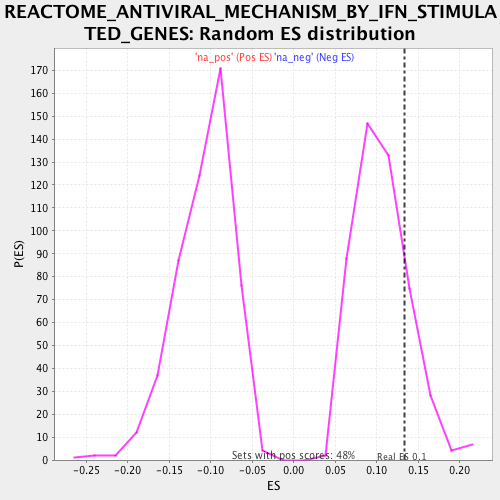 REACTOME_ANTIVIRAL_MECHANISM_BY_IFN_STIMULA
TED_GENES: Random ES distribution
'na_pos' (Pos ES) 'na_neg' (Neg ES)
170
160
150
140
130
120
110
100
90
80
70
60
50
40
30
20
10
0
P(ES)
Sets with pos scores: 48%
Real ES 0.1
-0.25 -0.20 -0.15 -0.10 -0.05 0.00 0.05 0.10 0.15 0.20
ES